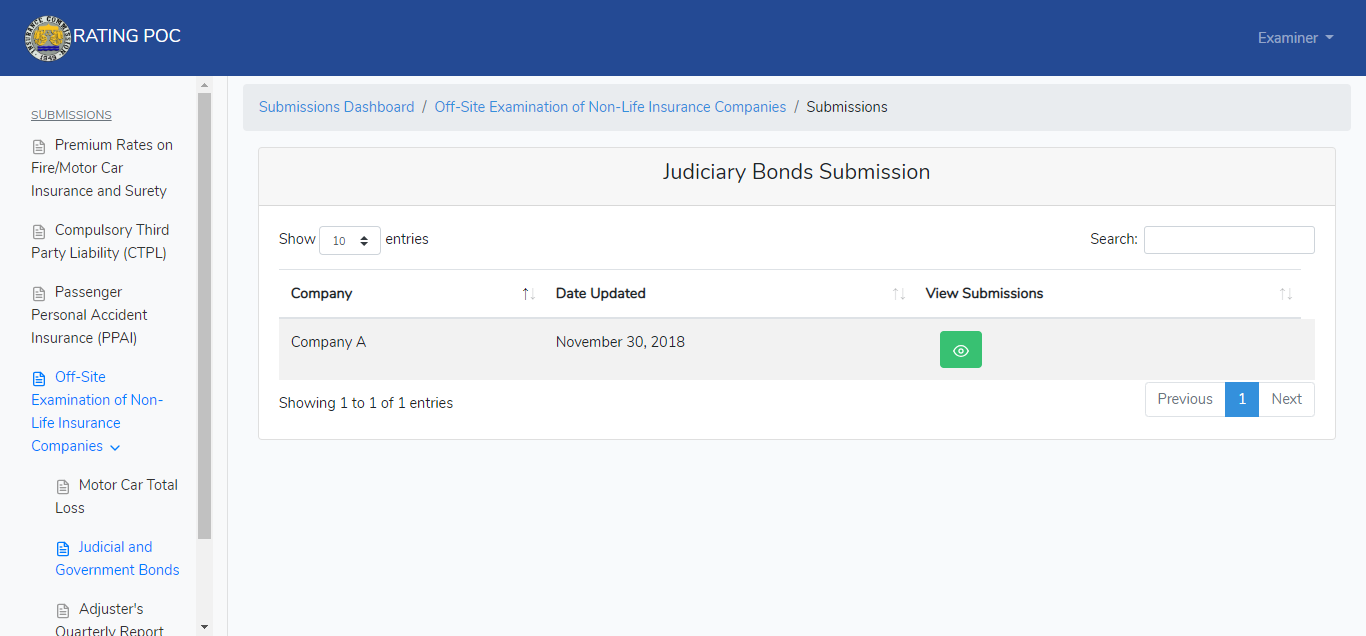 RATING POC
Examiner
SUBMISSIONS
Premium Rates on
Fire/Motor Car
Insurance and Surety
Compulsory Third
Party Liability (CTPL)
Passenger
Personal Accident
Insurance (PPAI)
Off-Site
Examination of Non-
Life Insurance
Companies
Motor Car Total
Loss
Judicial and
Government Bonds
Adjuster's
Quarterly Report
Submissions Dashboard / Off-Site Examination of Non-Life Insurance Companies / Submissions
Judiciary Bonds Submission
Show 10 entries
Search:
Company Date Updated View Submissions
Company A November 30, 2018
Showing 1 to 1 of 1 entries
Previous 1 Next